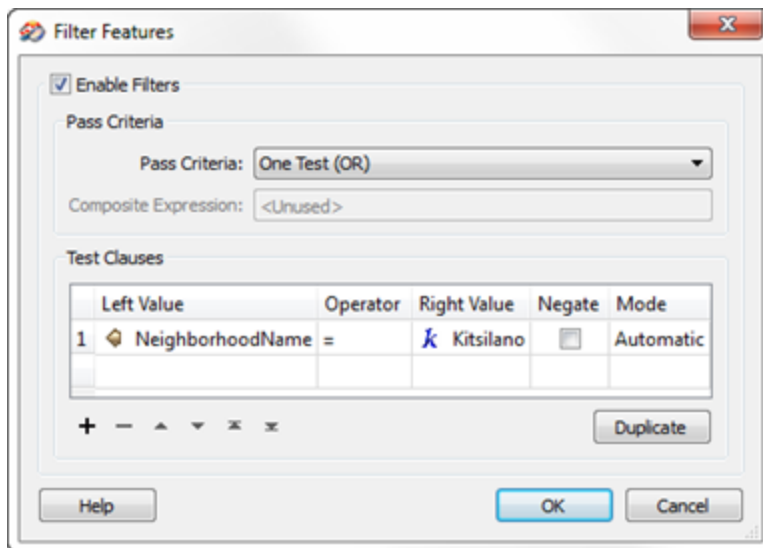 Filter Features
Enable Filters
Pass Criteria
Pass Criteria: One Test (OR)
Composite Expression: <Unused>
Test Clauses
Left Value Operator Right Value Negate Mode
1 NeighborhoodName = k Kitsilano Automatic
Duplicate
Help OK Cancel